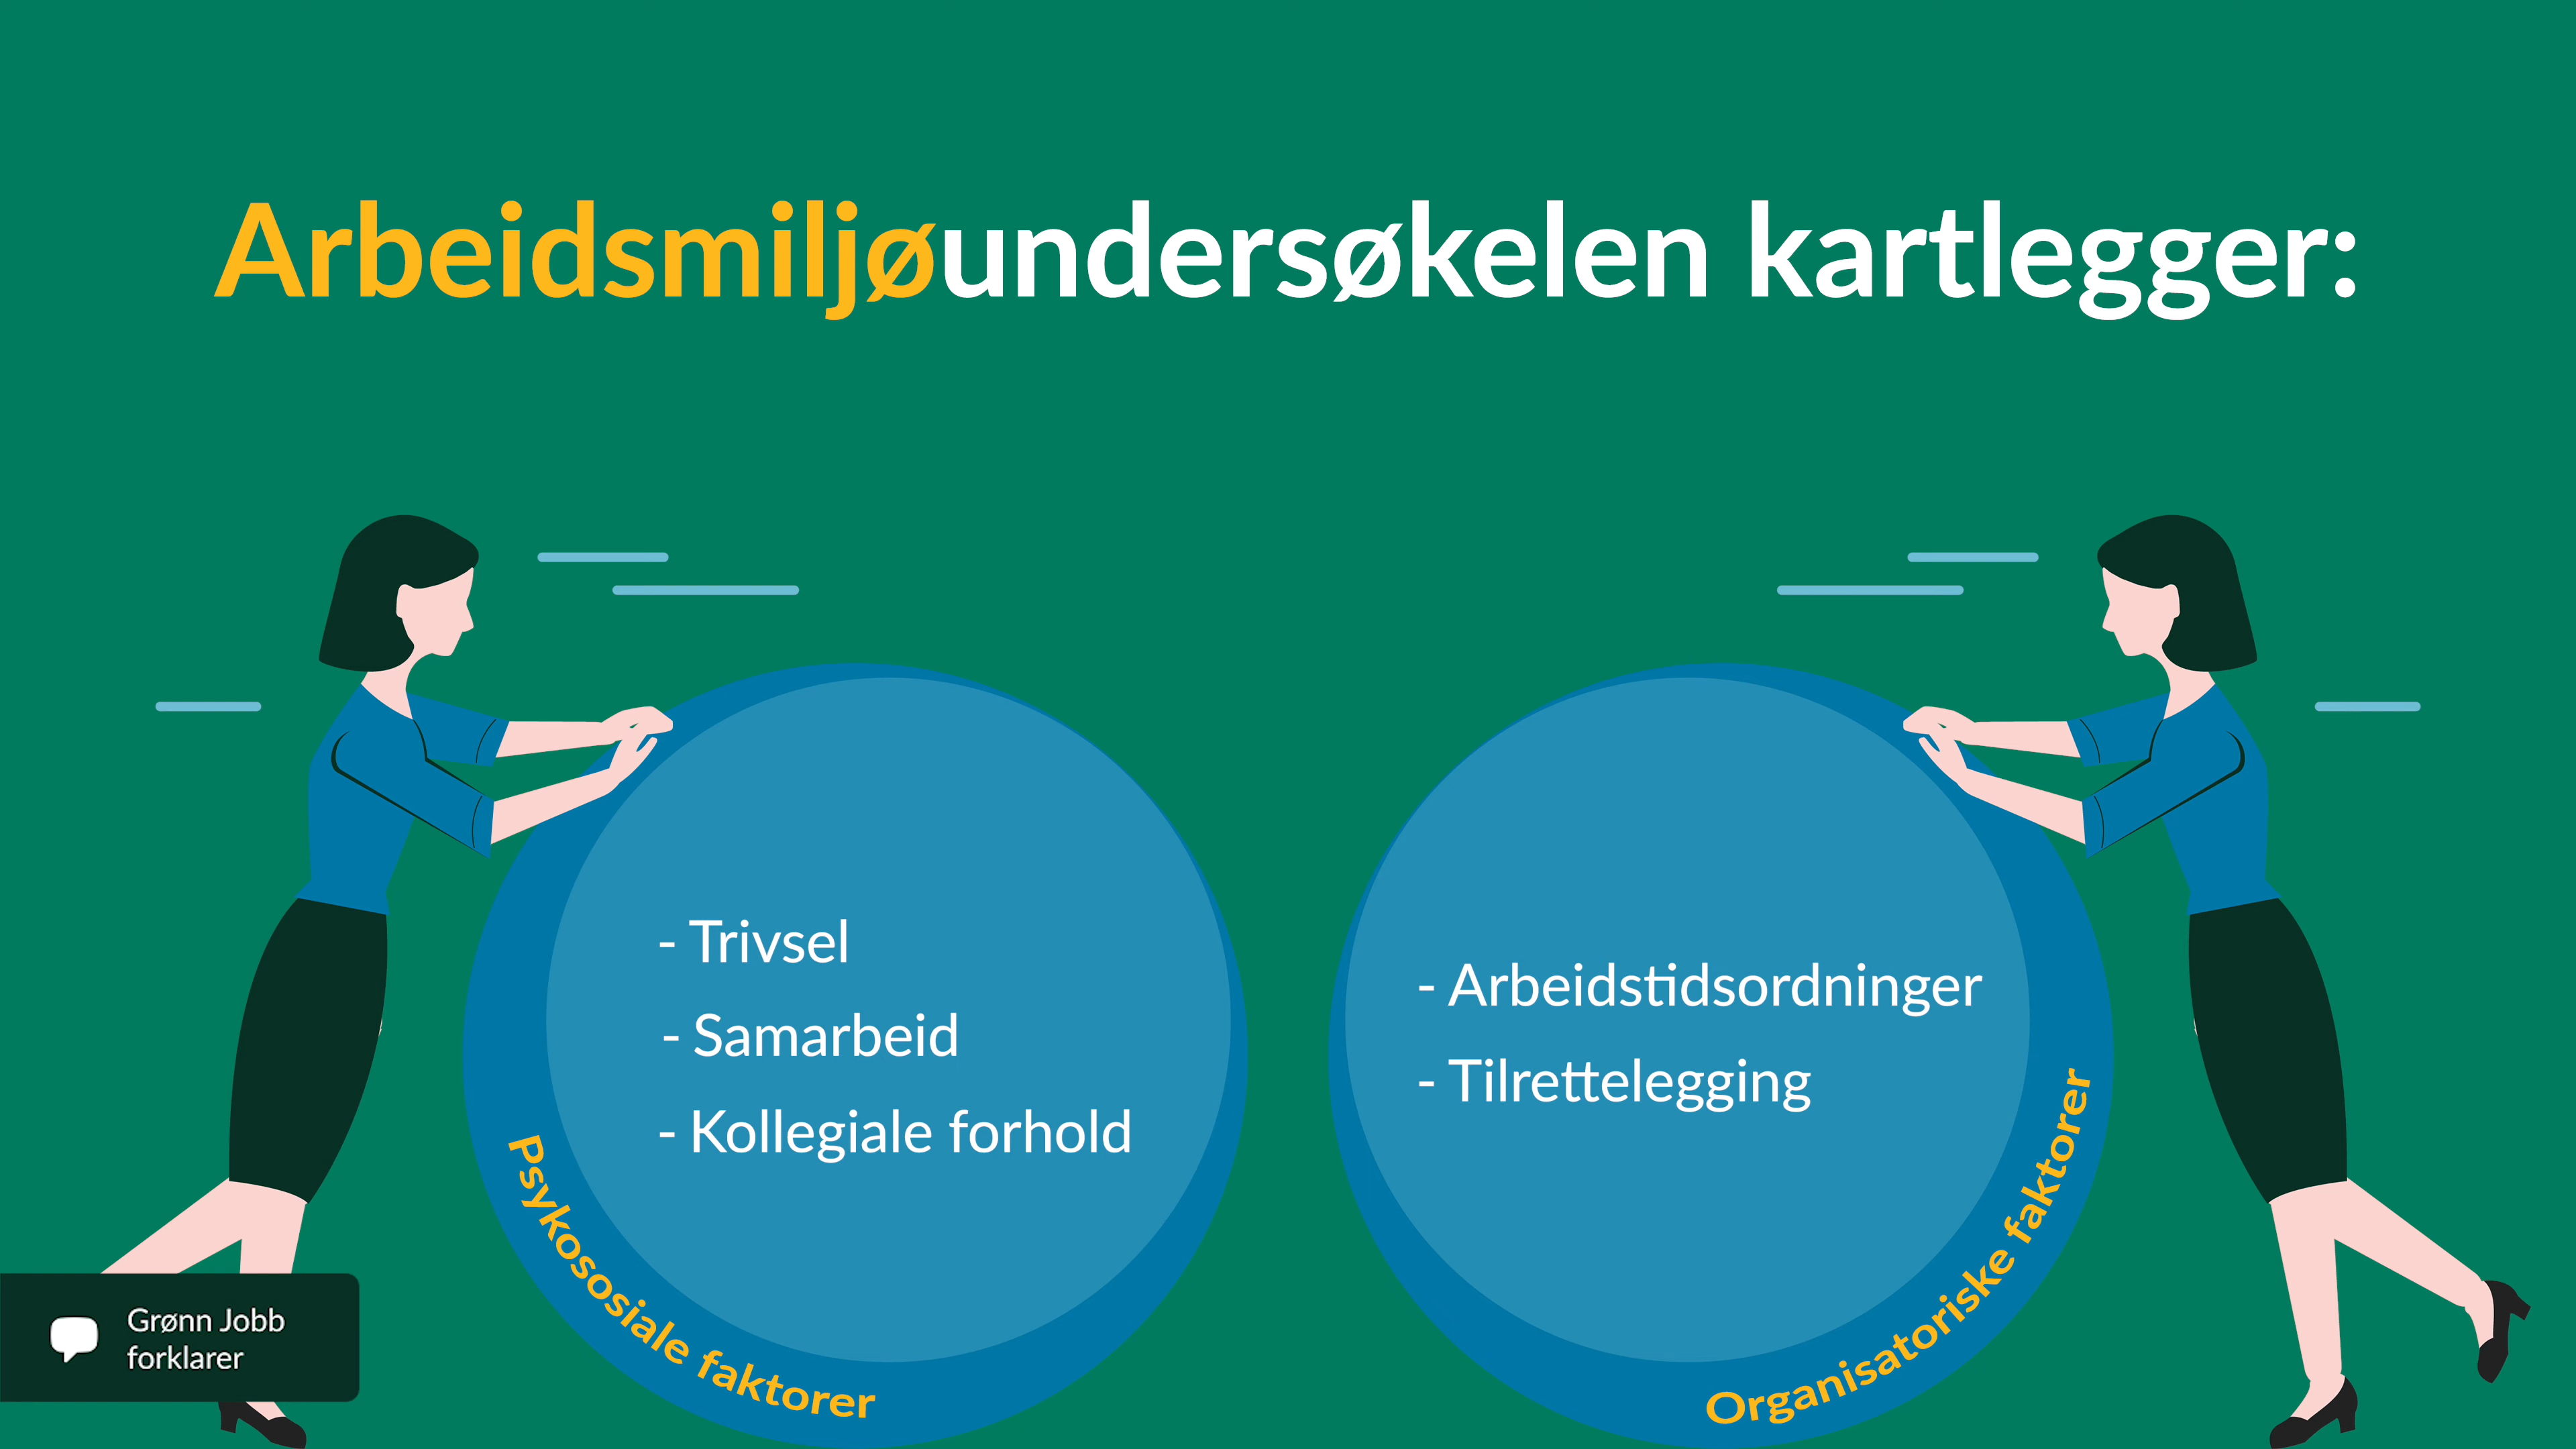 Arbeidsmiljøundersøkelen kartlegger:
- Trivsel
- Samarbeid
- Kollegiale forhold
Psykososiale faktorer
- Arbeidstidsordninger
- Tilrettelegging
Organisatoriske faktorer
Grønn Jobb
forklarer